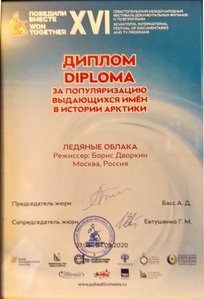 ПОБЕДИЛИ
ВМЕСТЕ
WON
TOGETHER
XVI
СЕВАСТОПОЛЬСКИЙ МЕЖДУНАРОДНЫЙ
ФЕСТИВАЛЬ ДОКУМЕНТАЛЬНЫХ ФИЛЬМОВ
И ТЕЛЕПРОГРАММ
SEVASTOPOL INTERNATIONAL
FESTIVAL OF DOCUMENTARIES
AND TV PROGRAMS
ДИПЛОМ
DIPLOMA
ЗА ПОПУЛЯРИЗАЦИЮ
ВЫДАЮЩИХСЯ ИМЁН
В ИСТОРИИ АРКТИКИ
ЛЕДЯНЫЕ ОБЛАКА
Режиссер: Борис Дворкин
Москва, Россия
Председатель жюри
Басс А. Д.
Сопредседатель жюри
Евтушенко Г. М.
2020
www.pobedilivmeste.ru